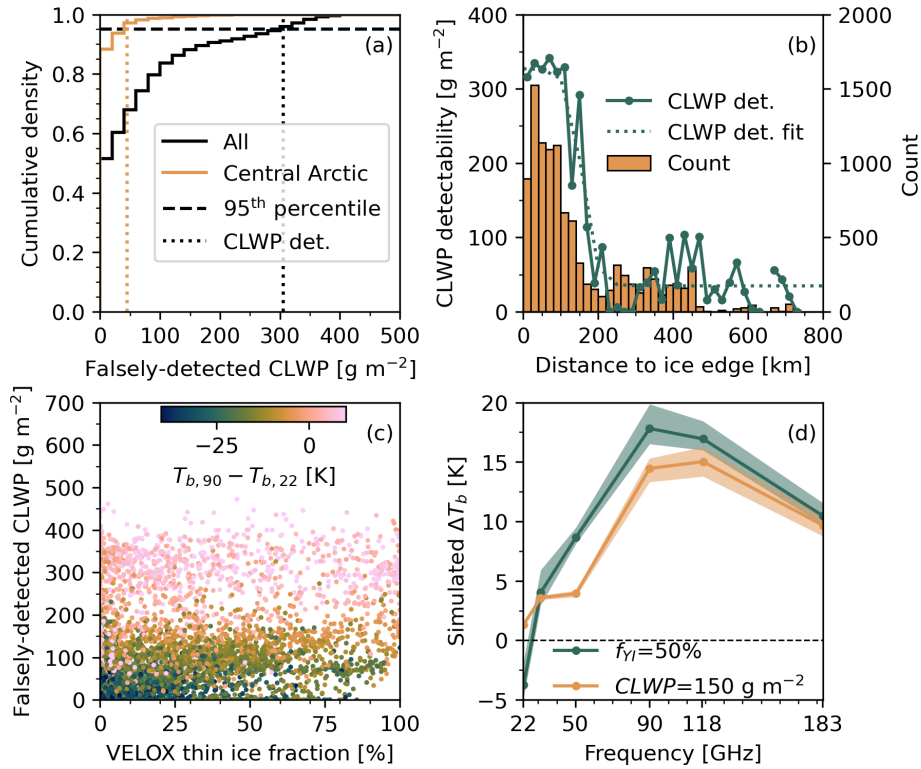 1.0
0.8
0.6
0.4
0.2
0.0
Cumulative density
(a)
All
Central Arctic
95th percentile
CLWP det.
0 100 200 300 400 500
Falsely-detected CLWP [g m−2]
400
300
200
100
0
CLWP detectability [g m−2]
(b)
CLWP det.
CLWP det. fit
Count
2000
1500
1000
500
0
Count
0 200 400 600 800
Distance to ice edge [km]
700
600
500
400
300
200
100
0
Falsely-detected CLWP [g m−2]
(c)
−25 0
Tb,90 − Tb,22 [K]
0 25 50 75 100
VELOX thin ice fraction [%]
20
15
10
5
0
−5
Simulated ΔTb [K]
(d)
fYI=50%
CLWP=150 g m−2
22 50 90 118 183
Frequency [GHz]